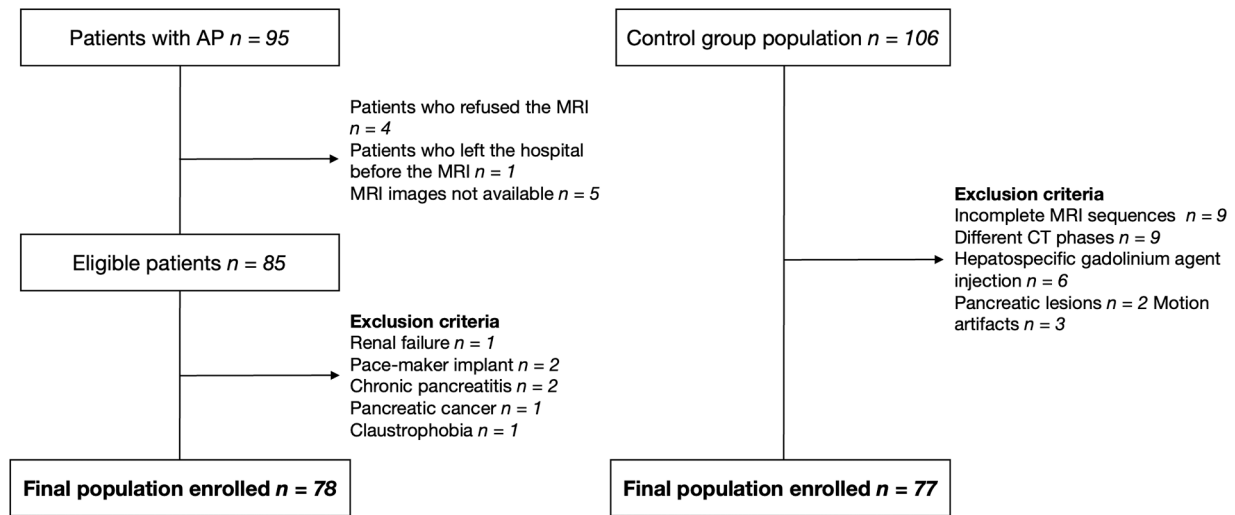 Patients with AP n = 95
Patients who refused the MRI
n = 4
Patients who left the hospital
before the MRI n = 1
MRI images not available n = 5
Eligible patients n = 85
Exclusion criteria
Renal failure n = 1
Pace-maker implant n = 2
Chronic pancreatitis n = 2
Pancreatic cancer n = 1
Claustrophobia n = 1
Final population enrolled n = 78
Control group population n = 106
Exclusion criteria
Incomplete MRI sequences n = 9
Different CT phases n = 9
Hepatospecific gadolinium agent
injection n = 6
Pancreatic lesions n = 2 Motion
artifacts n = 3
Final population enrolled n = 77